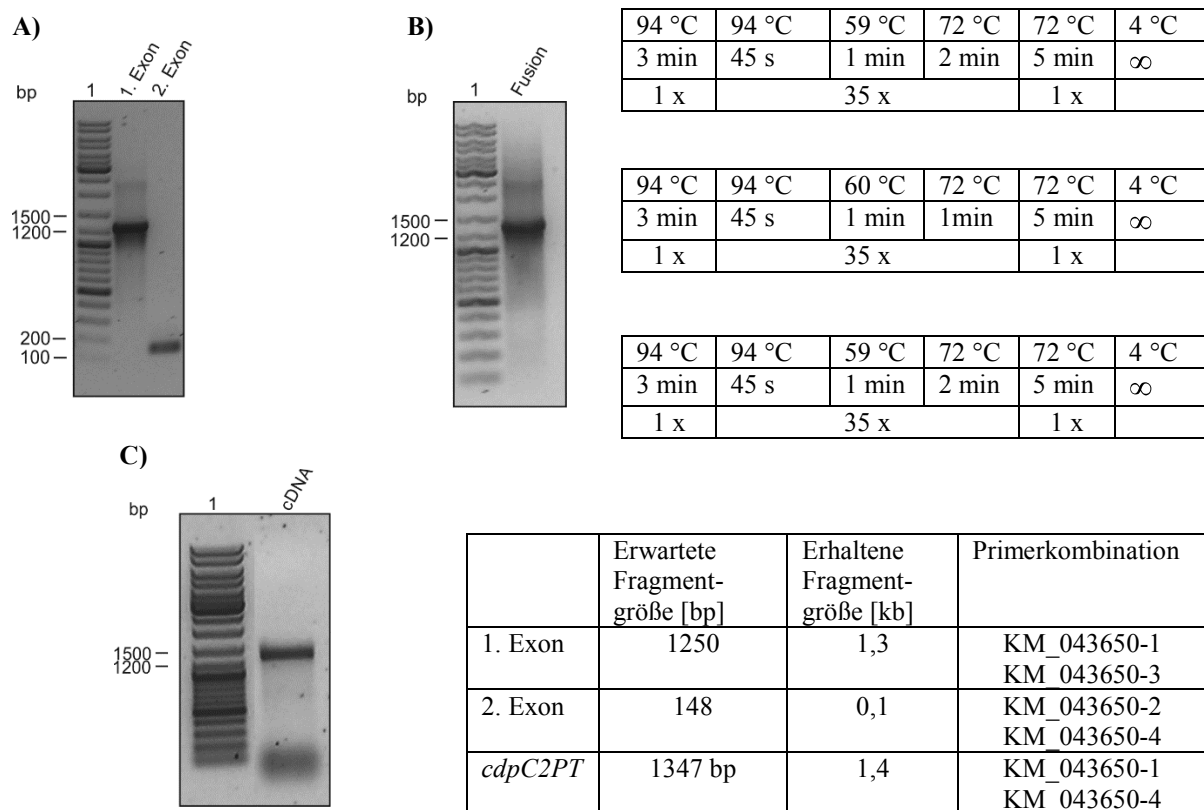 A)
bp
1
1. Exon
2. Exon
1500
1200
200
100
B)
1
Fusion
1500
1200
94 °C 94 °C 59 °C 72 °C 72 °C 4 °C
3 min 45 s 1 min 2 min 5 min ∞
1 x 35 x 1 x
94 °C 94 °C 60 °C 72 °C 72 °C 4 °C
3 min 45 s 1 min 1min 5 min ∞
1 x 35 x 1 x
94 °C 94 °C 59 °C 72 °C 72 °C 4 °C
3 min 45 s 1 min 2 min 5 min ∞
1 x 35 x 1 x
C)
bp
1
cDNA
1500
1200
Erwartete Erhaltene Primerkombination
Fragment- Fragment-
größe [bp] größe [kb]
1. Exon 1250 1,3 KM_043650-1
KM_043650-3
2. Exon 148 0,1 KM_043650-2
KM_043650-4
cdpC2PT 1347 bp 1,4 KM_043650-1
KM_043650-4